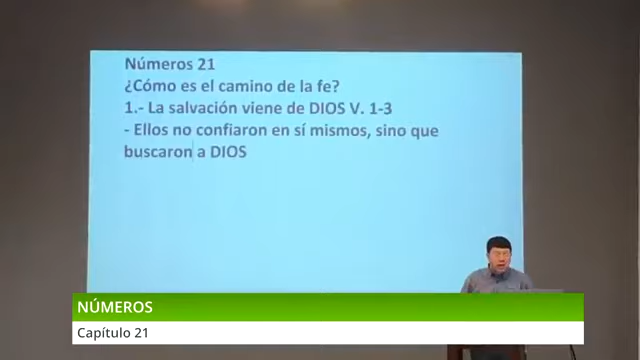 Números 21
¿Cómo es el camino de la fe?
1.- La salvación viene de DIOS V. 1-3
- Ellos no confiaron en sí mismos, sino que
buscaron a DIOS
NÚMEROS
Capítulo 21